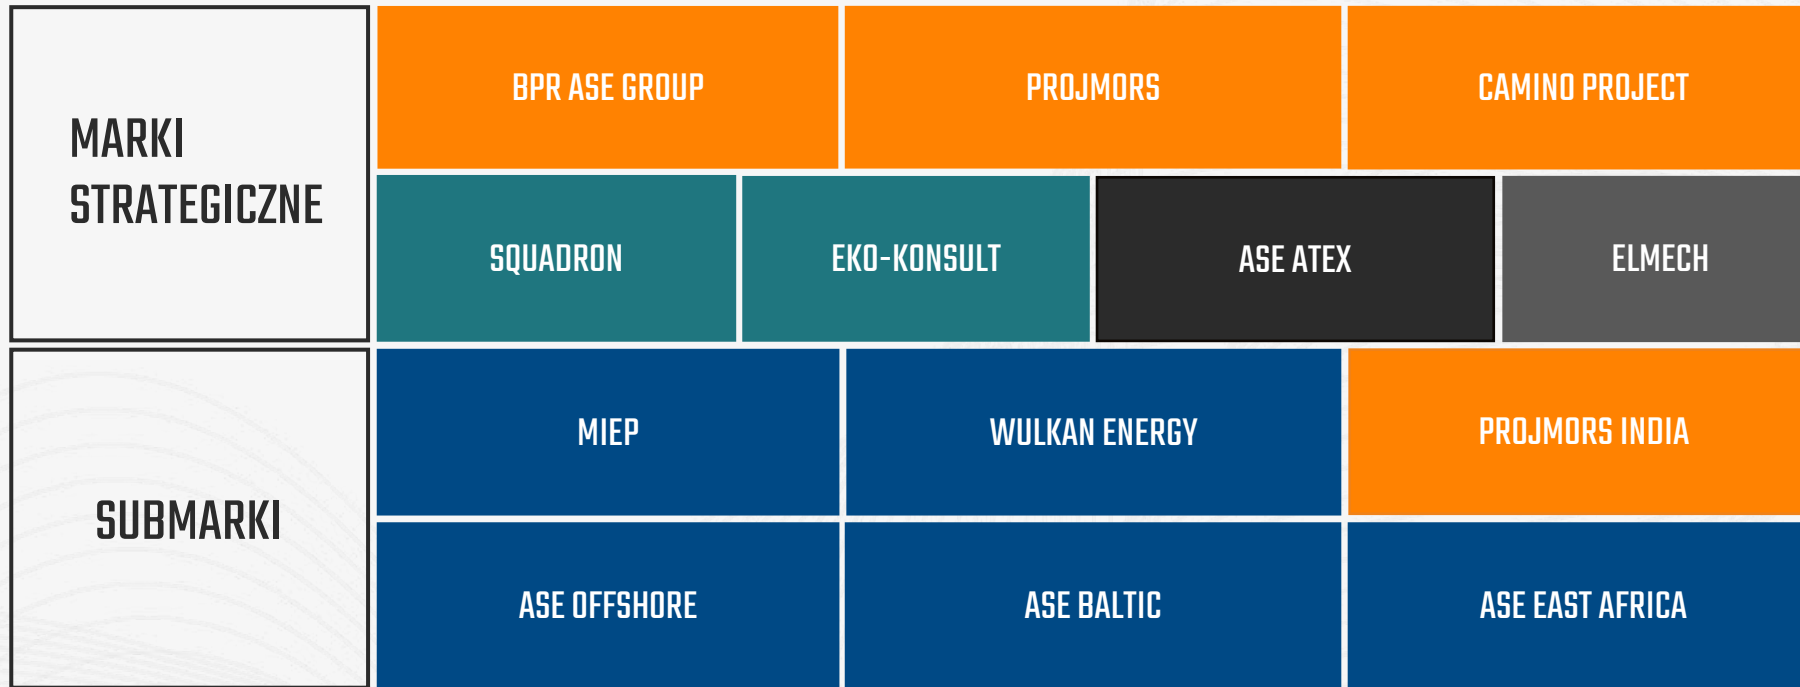 MARKI
STRATEGICZNE
BPR ASE GROUP
PROJMORS
CAMINO PROJECT
SQUADRON
EKO-KONSULT
ASE ATEX
ELMECH
SUBMARKI
MIEP
WULKAN ENERGY
PROJMORS INDIA
ASE OFFSHORE
ASE BALTIC
ASE EAST AFRICA